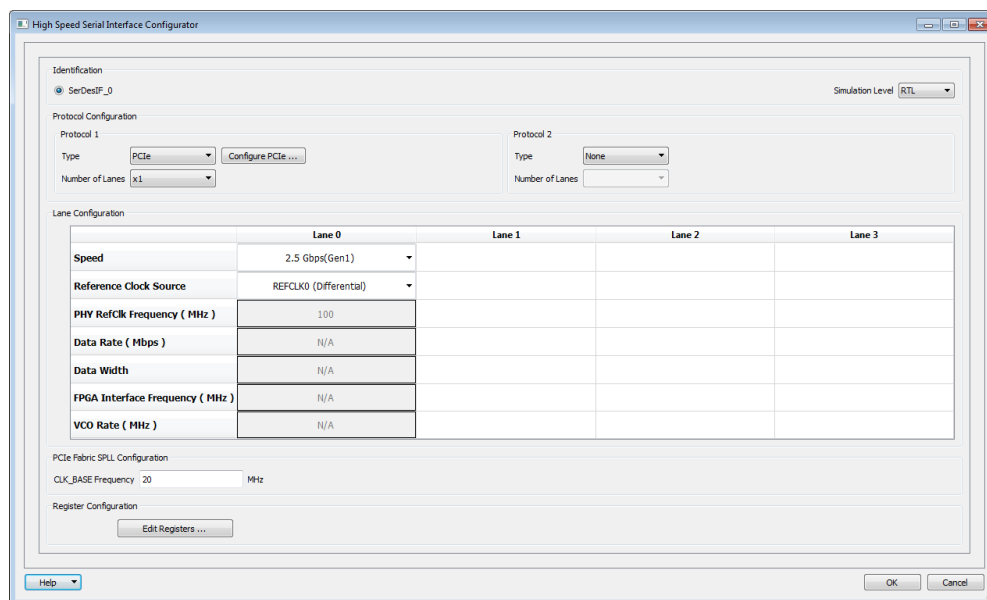 High Speed Serial Interface Configurator
Identification
SerDesIF_0
Simulation Level RTL
Protocol Configuration
Protocol 1
Protocol 2
Type PCIe Configure PCIe ...
Type None
Number of Lanes x1
Number of Lanes
Lane Configuration
Lane 0 Lane 1 Lane 2 Lane 3
Speed 2.5 Gbps(Gen1)
Reference Clock Source REFCLK0 (Differential)
PHY RefClk Frequency ( MHz ) 100
Data Rate ( Mbps ) N/A
Data Width N/A
FPGA Interface Frequency ( MHz ) N/A
VCO Rate ( MHz ) N/A
PCIe Fabric SPLL Configuration
CLK_BASE Frequency 20 MHz
Register Configuration
Edit Registers ...
Help OK Cancel